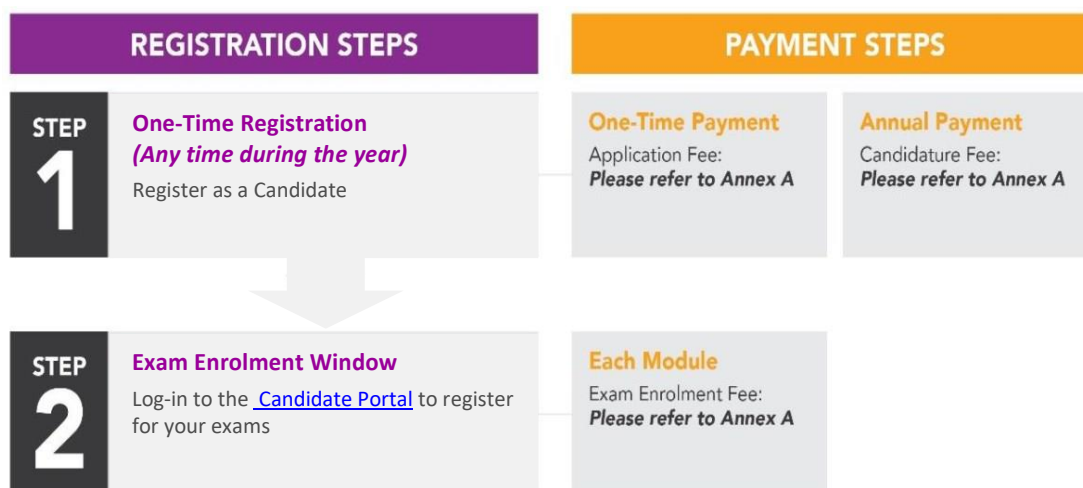 REGISTRATION STEPS
PAYMENT STEPS
STEP
1
One-Time Registration
(Any time during the year)
Register as a Candidate
One-Time Payment
Application Fee:
Please refer to Annex A
Annual Payment
Candidature Fee:
Please refer to Annex A
STEP
2
Exam Enrolment Window
Log-in to the Candidate Portal to register
for your exams
Each Module
Exam Enrolment Fee:
Please refer to Annex A